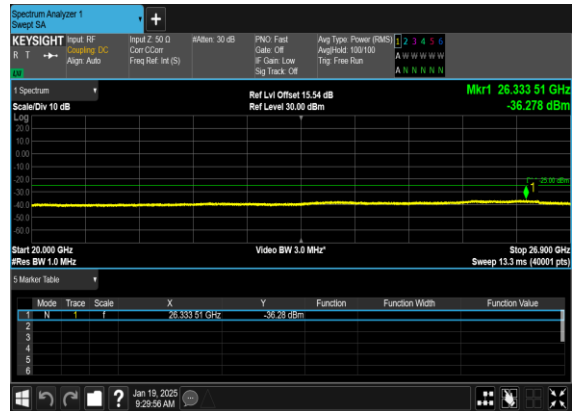 Spectrum Analyzer 1
Swept SA
KEYSIGHT Input: RF Input Z: 50 Ω #Atten: 30 dB PNO: Fast Avg Type: Power (RMS) 1 2 3 4 5 6
R T Coupling: DC Corr CCorr Gate: Off Avg|Hold: 100/100 A W W W W W
Align: Auto Freq Ref: Int (S) IF Gain: Low Trig: Free Run A N N N N N
Sig Track: Off
1 Spectrum Ref Lvl Offset 15.54 dB Mkr1 26.333 51 GHz
Scale/Div 10 dB Ref Level 30.00 dBm -36.278 dBm
Log
20.0
10.0
0.00
-10.0
-20.0
-25.00 dBm
-30.0 1
-40.0
-50.0
-60.0
Start 20.000 GHz Video BW 3.0 MHz* Stop 26.900 GHz
#Res BW 1.0 MHz Sweep 13.3 ms (40001 pts)
5 Marker Table
Mode Trace Scale X Y Function Function Width Function Value
1 N 1 f 26.333 51 GHz -36.28 dBm
2
3
4
5
6
? Jan 19, 2025
9:29:56 AM